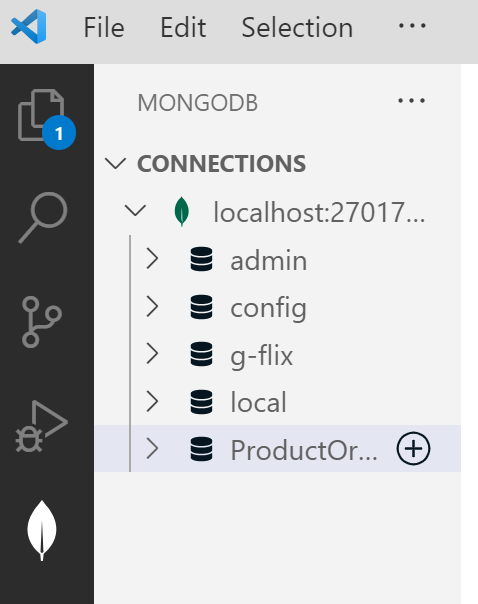 File Edit Selection ...
MONGODB ...
CONNECTIONS
localhost:27017...
admin
config
g-flix
local
ProductOr...
1